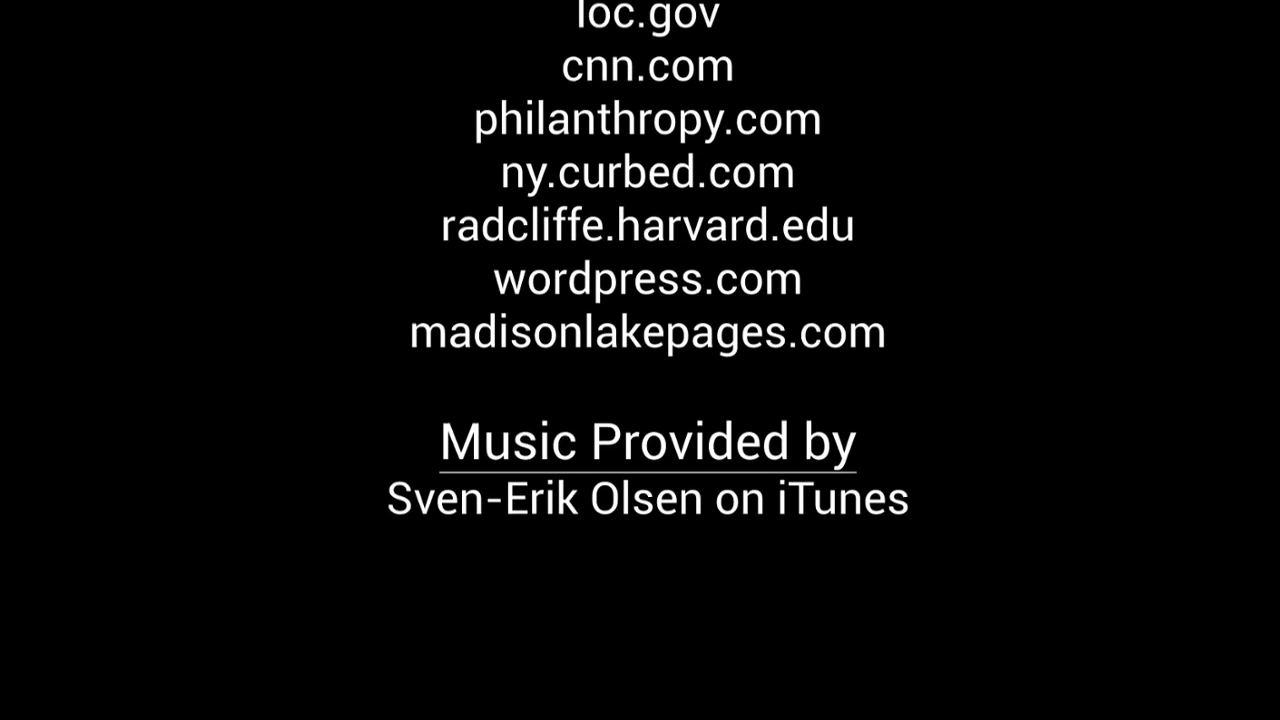 loc.gov
cnn.com
philanthropy.com
ny.curbed.com
radcliffe.harvard.edu
wordpress.com
madisonlakepages.com
Music Provided by
Sven-Erik Olsen on iTunes